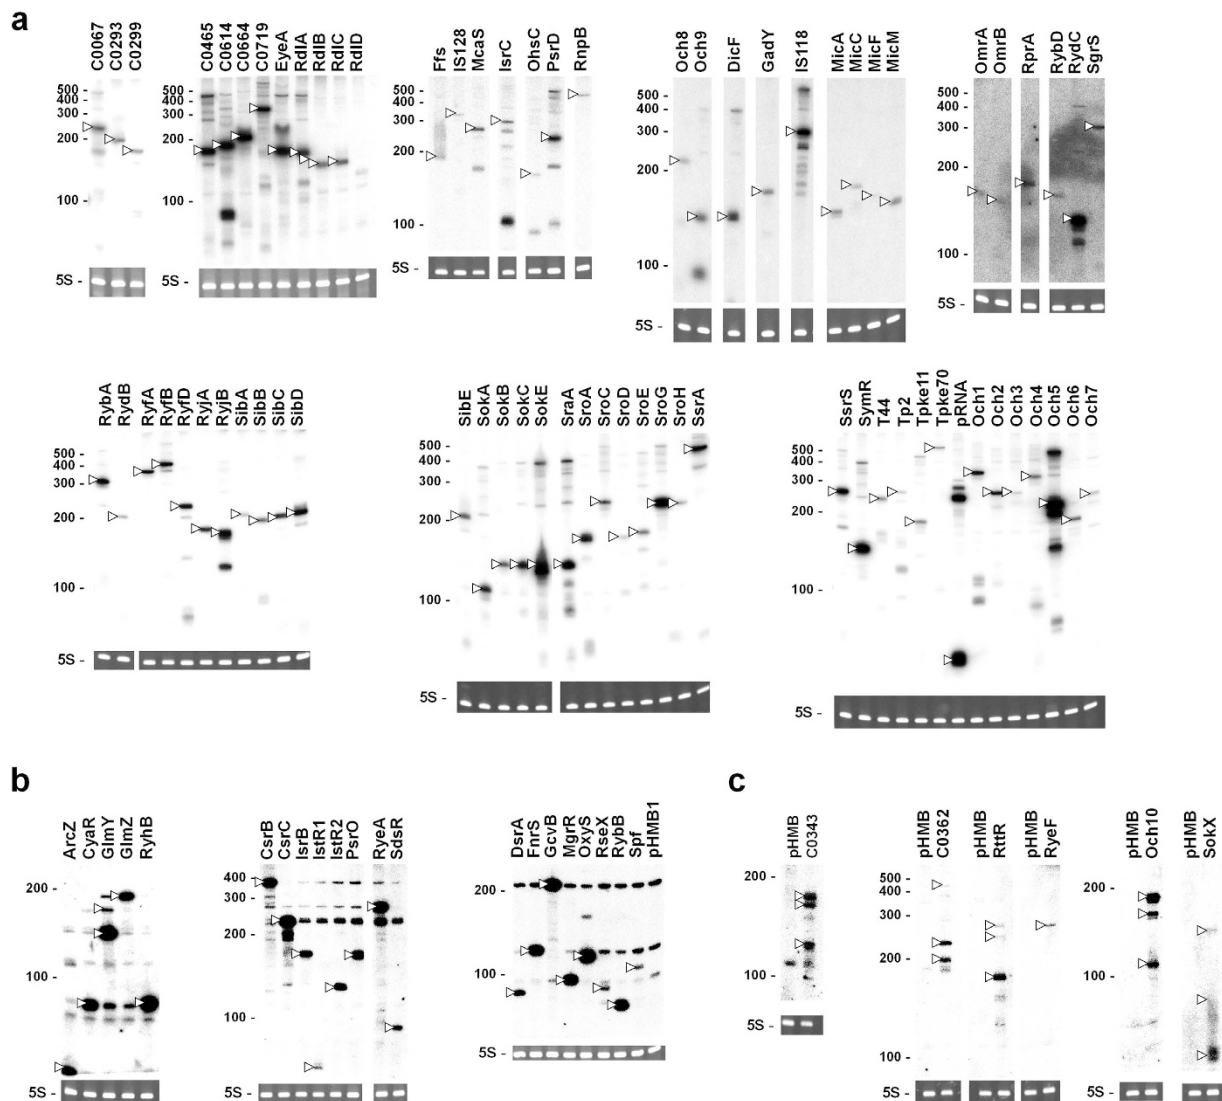 a
C0067 C0293 C0299
500 -
400 -
300 -
200 -
100 -
5S -
C0465 C0614 C0664 C0719 EyeA RdlA RdlB RdlC RdlD
500 -
400 -
300 -
200 -
100 -
Ffs IS128 McaS IsrC OhsC PsrD RnpB
500 -
400 -
300 -
200 -
100 -
5S -
Och8 Och9 DicF GadY IS118 MicA MicC MicF MicM
500 -
400 -
300 -
200 -
100 -
5S -
OmrA OmrB RprA RybD RydC SgrS
500 -
400 -
300 -
200 -
100 -
5S -
RybA RydB RyfA RyfB RyfD RyjA RyjB SibA SibB SibC SibD
500 -
400 -
300 -
200 -
100 -
5S -
SibE SokA SokB SokC SokE SraA SroA SroC SroD SroE SroG SroH SsrA
500 -
400 -
300 -
200 -
100 -
5S -
SsrS SymR T44 Tp2 Tpke11 Tpke70 pRNA Och1 Och2 Och3 Och4 Och5 Och6 Och7
500 -
400 -
300 -
200 -
100 -
5S -
b
ArcZ CyaR GlmY GlmZ RyhB
200 -
100 -
5S -
CsrB CsrC IsrB IstR1 IstR2 PsrO RyeA SdsR
400 -
300 -
200 -
100 -
5S -
DsrA FnrS GcvB MgrR OxyS RseX RybB Spf pHMB1
200 -
100 -
5S -
c
pHMB C0343
200 -
100 -
5S -
pHMB C0362 pHMB RttR pHMB RyeF
500 -
400 -
300 -
200 -
100 -
5S -
pHMB Och10 pHMB SokX
200 -
100 -
5S -